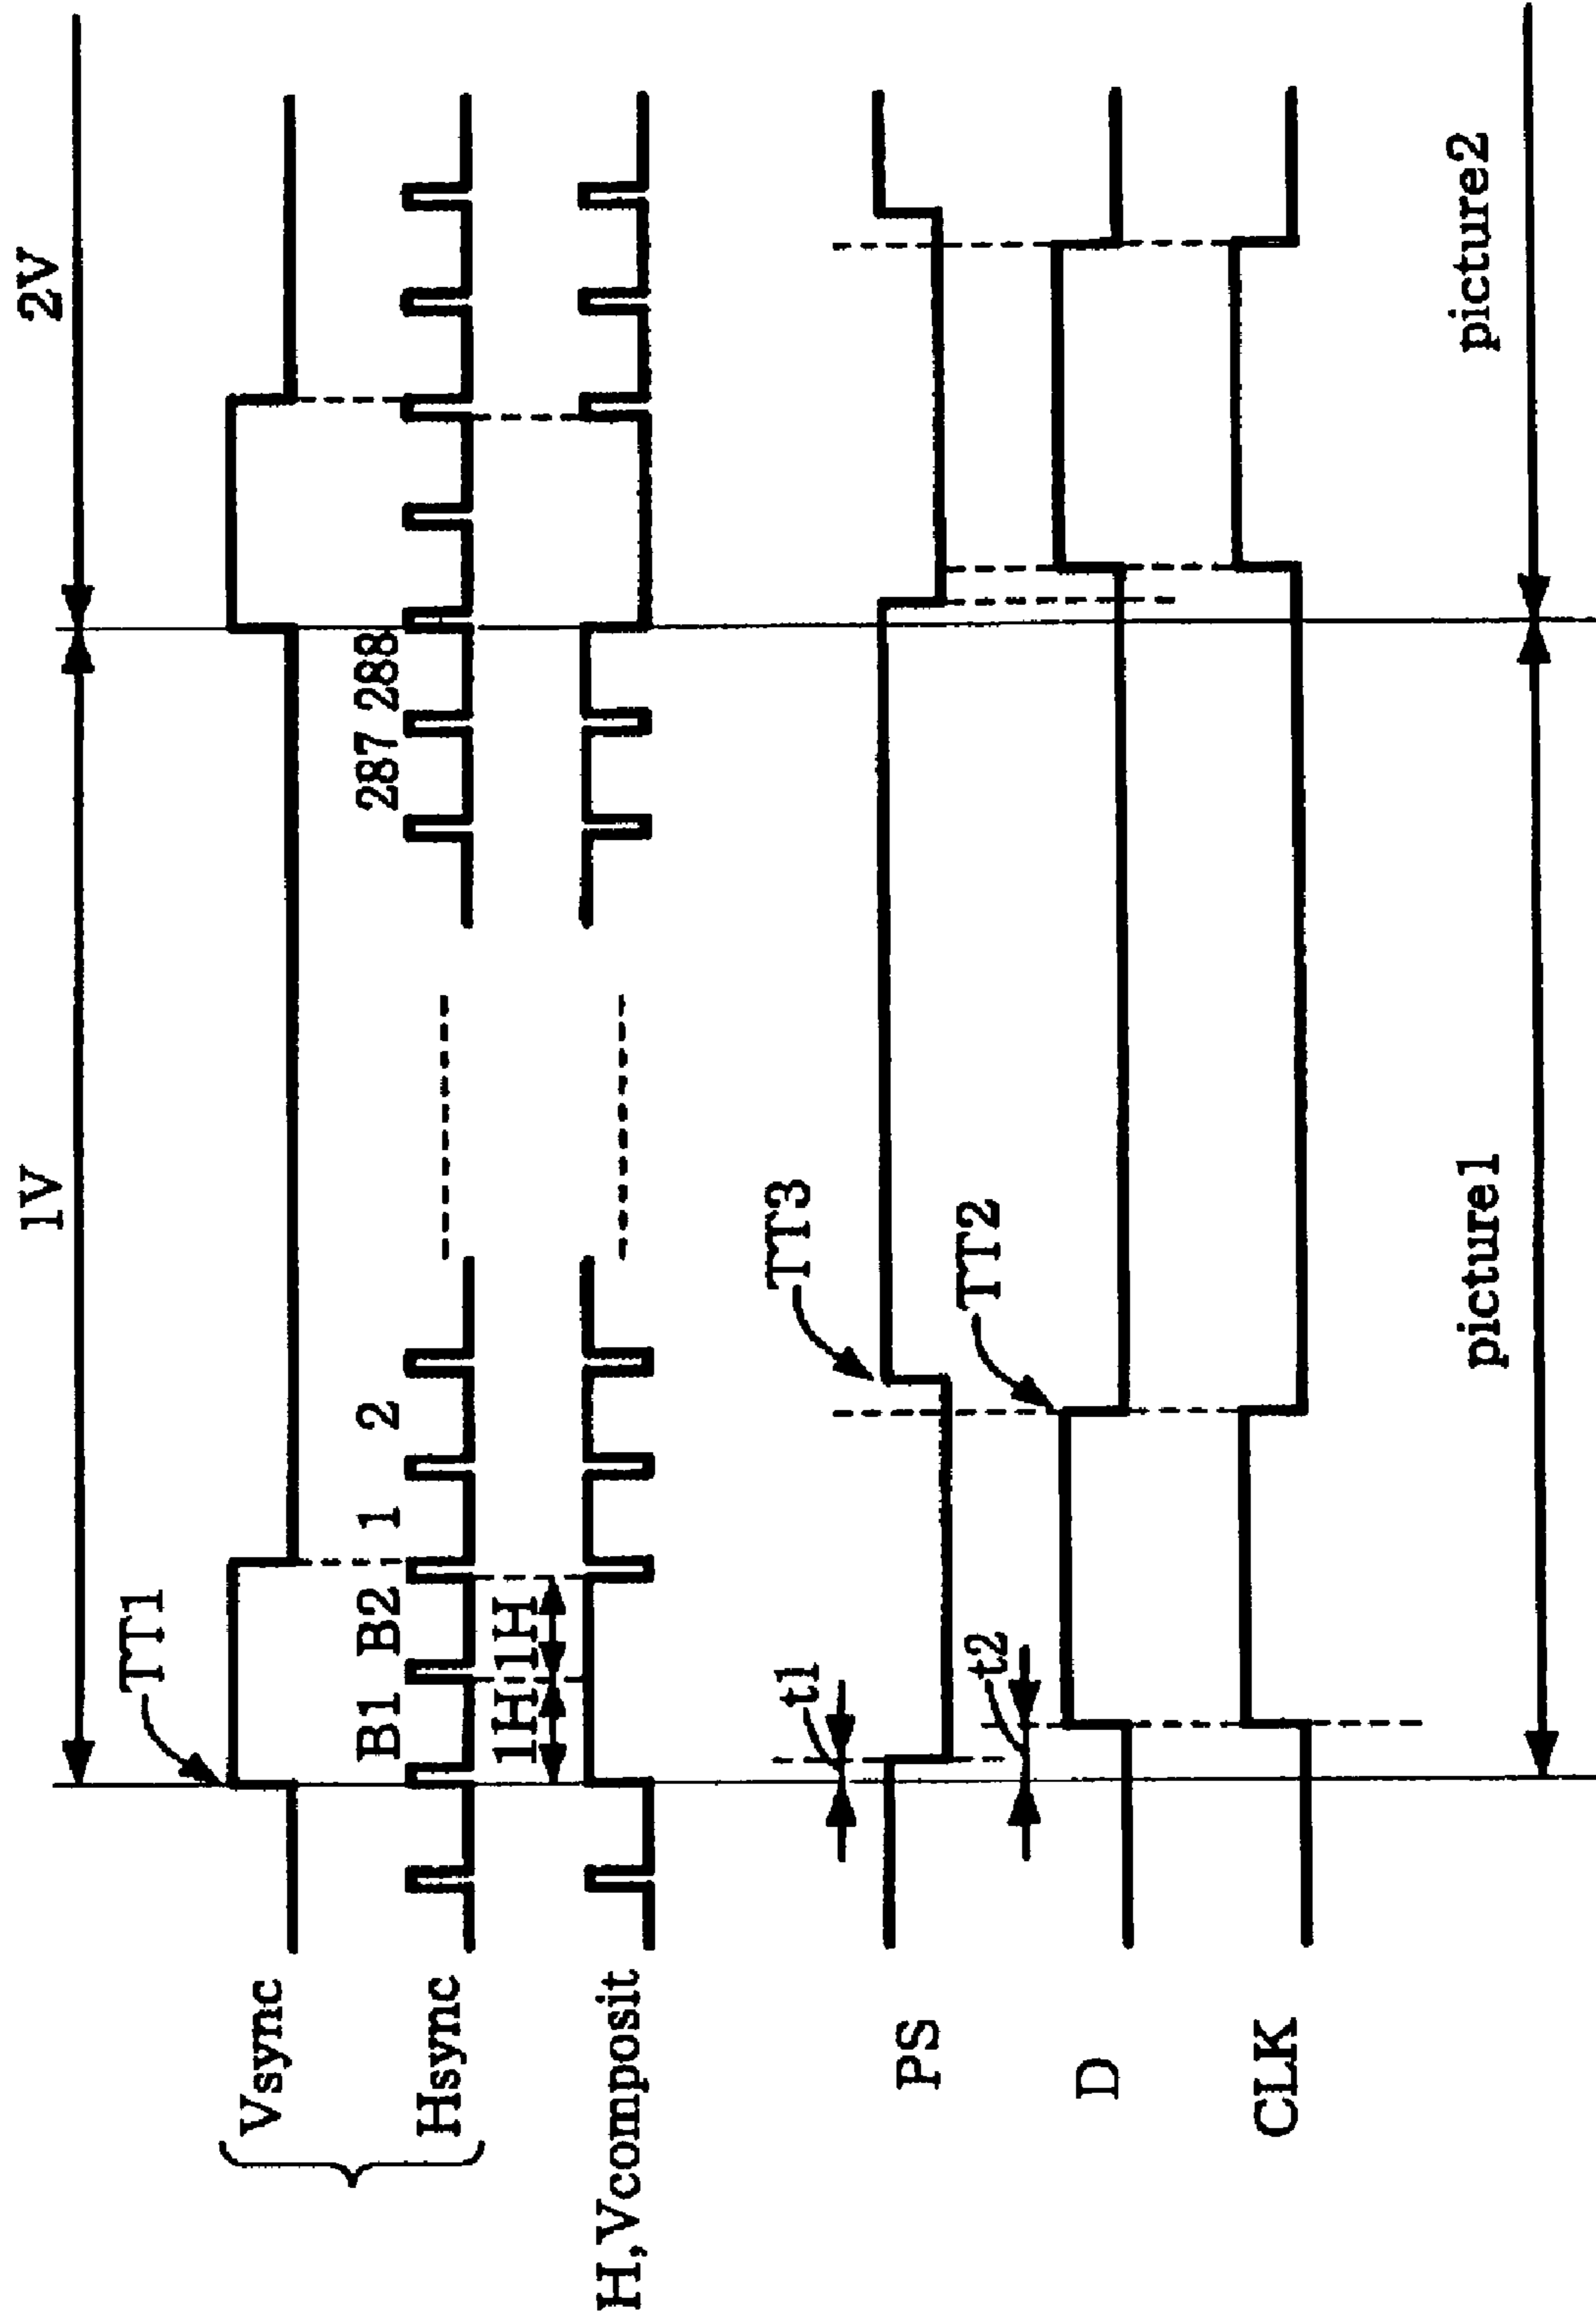 1V 2V
TT1
Vsync
B1 B2 1 2 287 288
Hsync
1H 1H
H,Vcomposit
t1 TT3
PS
t2 TT2
D
CLK
picture1 picture2